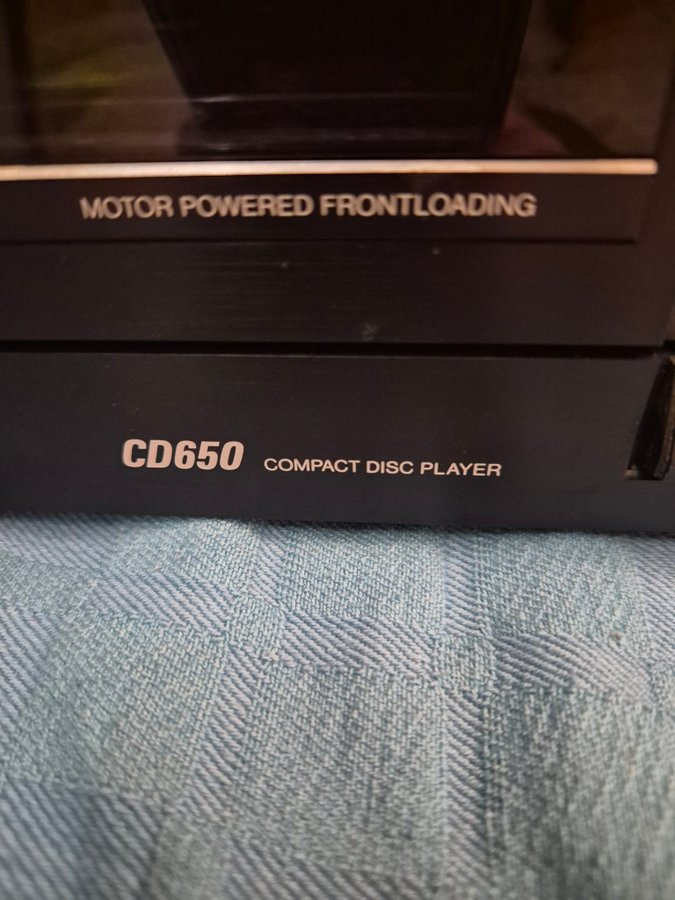 MOTOR POWERED FRONTLOADING
CD650 COMPACT DISC PLAYER